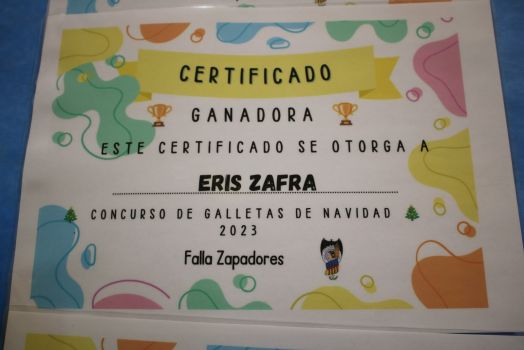 CERTIFICADO
GANADORA
ESTE CERTIFICADO SE OTORGA A
ERIS ZAFRA
CONCURSO DE GALLETAS DE NAVIDAD
2023
Falla Zapadores